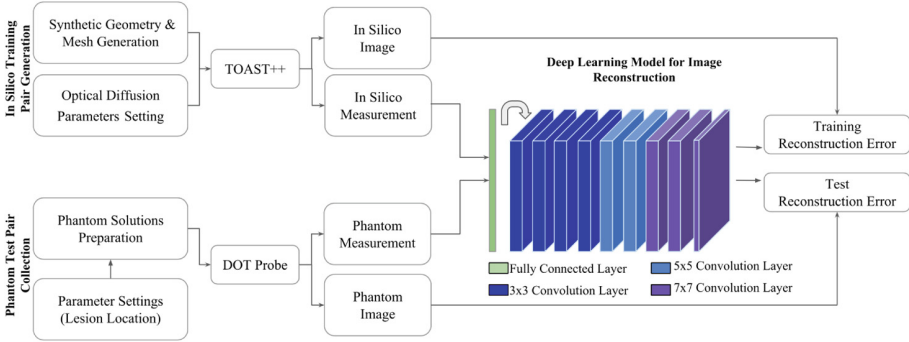 In Silico Training
Pair Generation
Synthetic Geometry &
Mesh Generation
Optical Diffusion
Parameters Setting
TOAST++
In Silico
Image
In Silico
Measurement
Deep Learning Model for Image
Reconstruction
Training
Reconstruction Error
Test
Reconstruction Error
Phantom Test Pair
Collection
Phantom Solutions
Preparation
Parameter Settings
(Lesion Location)
DOT Probe
Phantom
Measurement
Phantom
Image
Fully Connected Layer
5x5 Convolution Layer
3x3 Convolution Layer
7x7 Convolution Layer